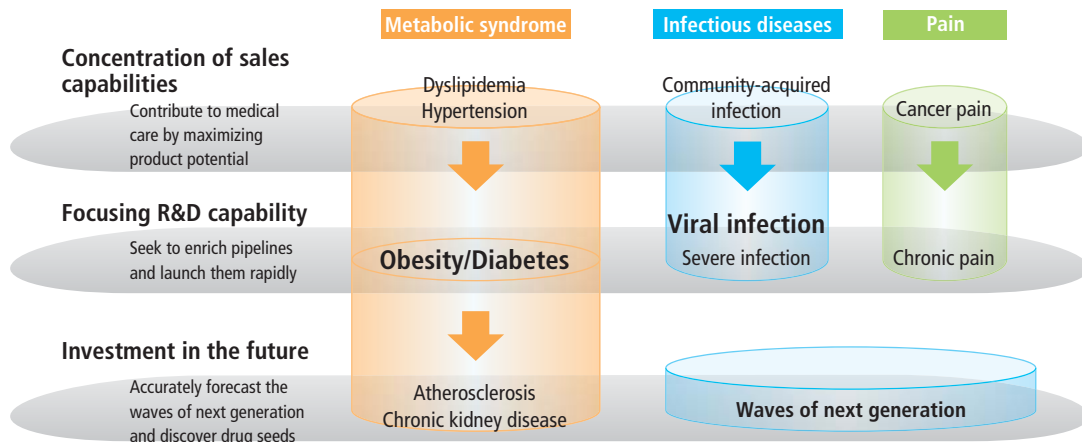 Metabolic syndrome
Infectious diseases
Pain
Concentration of sales
capabilities
Contribute to medical
care by maximizing
product potential
Dyslipidemia
Hypertension
Community-acquired
infection
Cancer pain
Focusing R&D capability
Seek to enrich pipelines
and launch them rapidly
Obesity/Diabetes
Viral infection
Severe infection
Chronic pain
Investment in the future
Accurately forecast the
waves of next generation
and discover drug seeds
Atherosclerosis
Chronic kidney disease
Waves of next generation